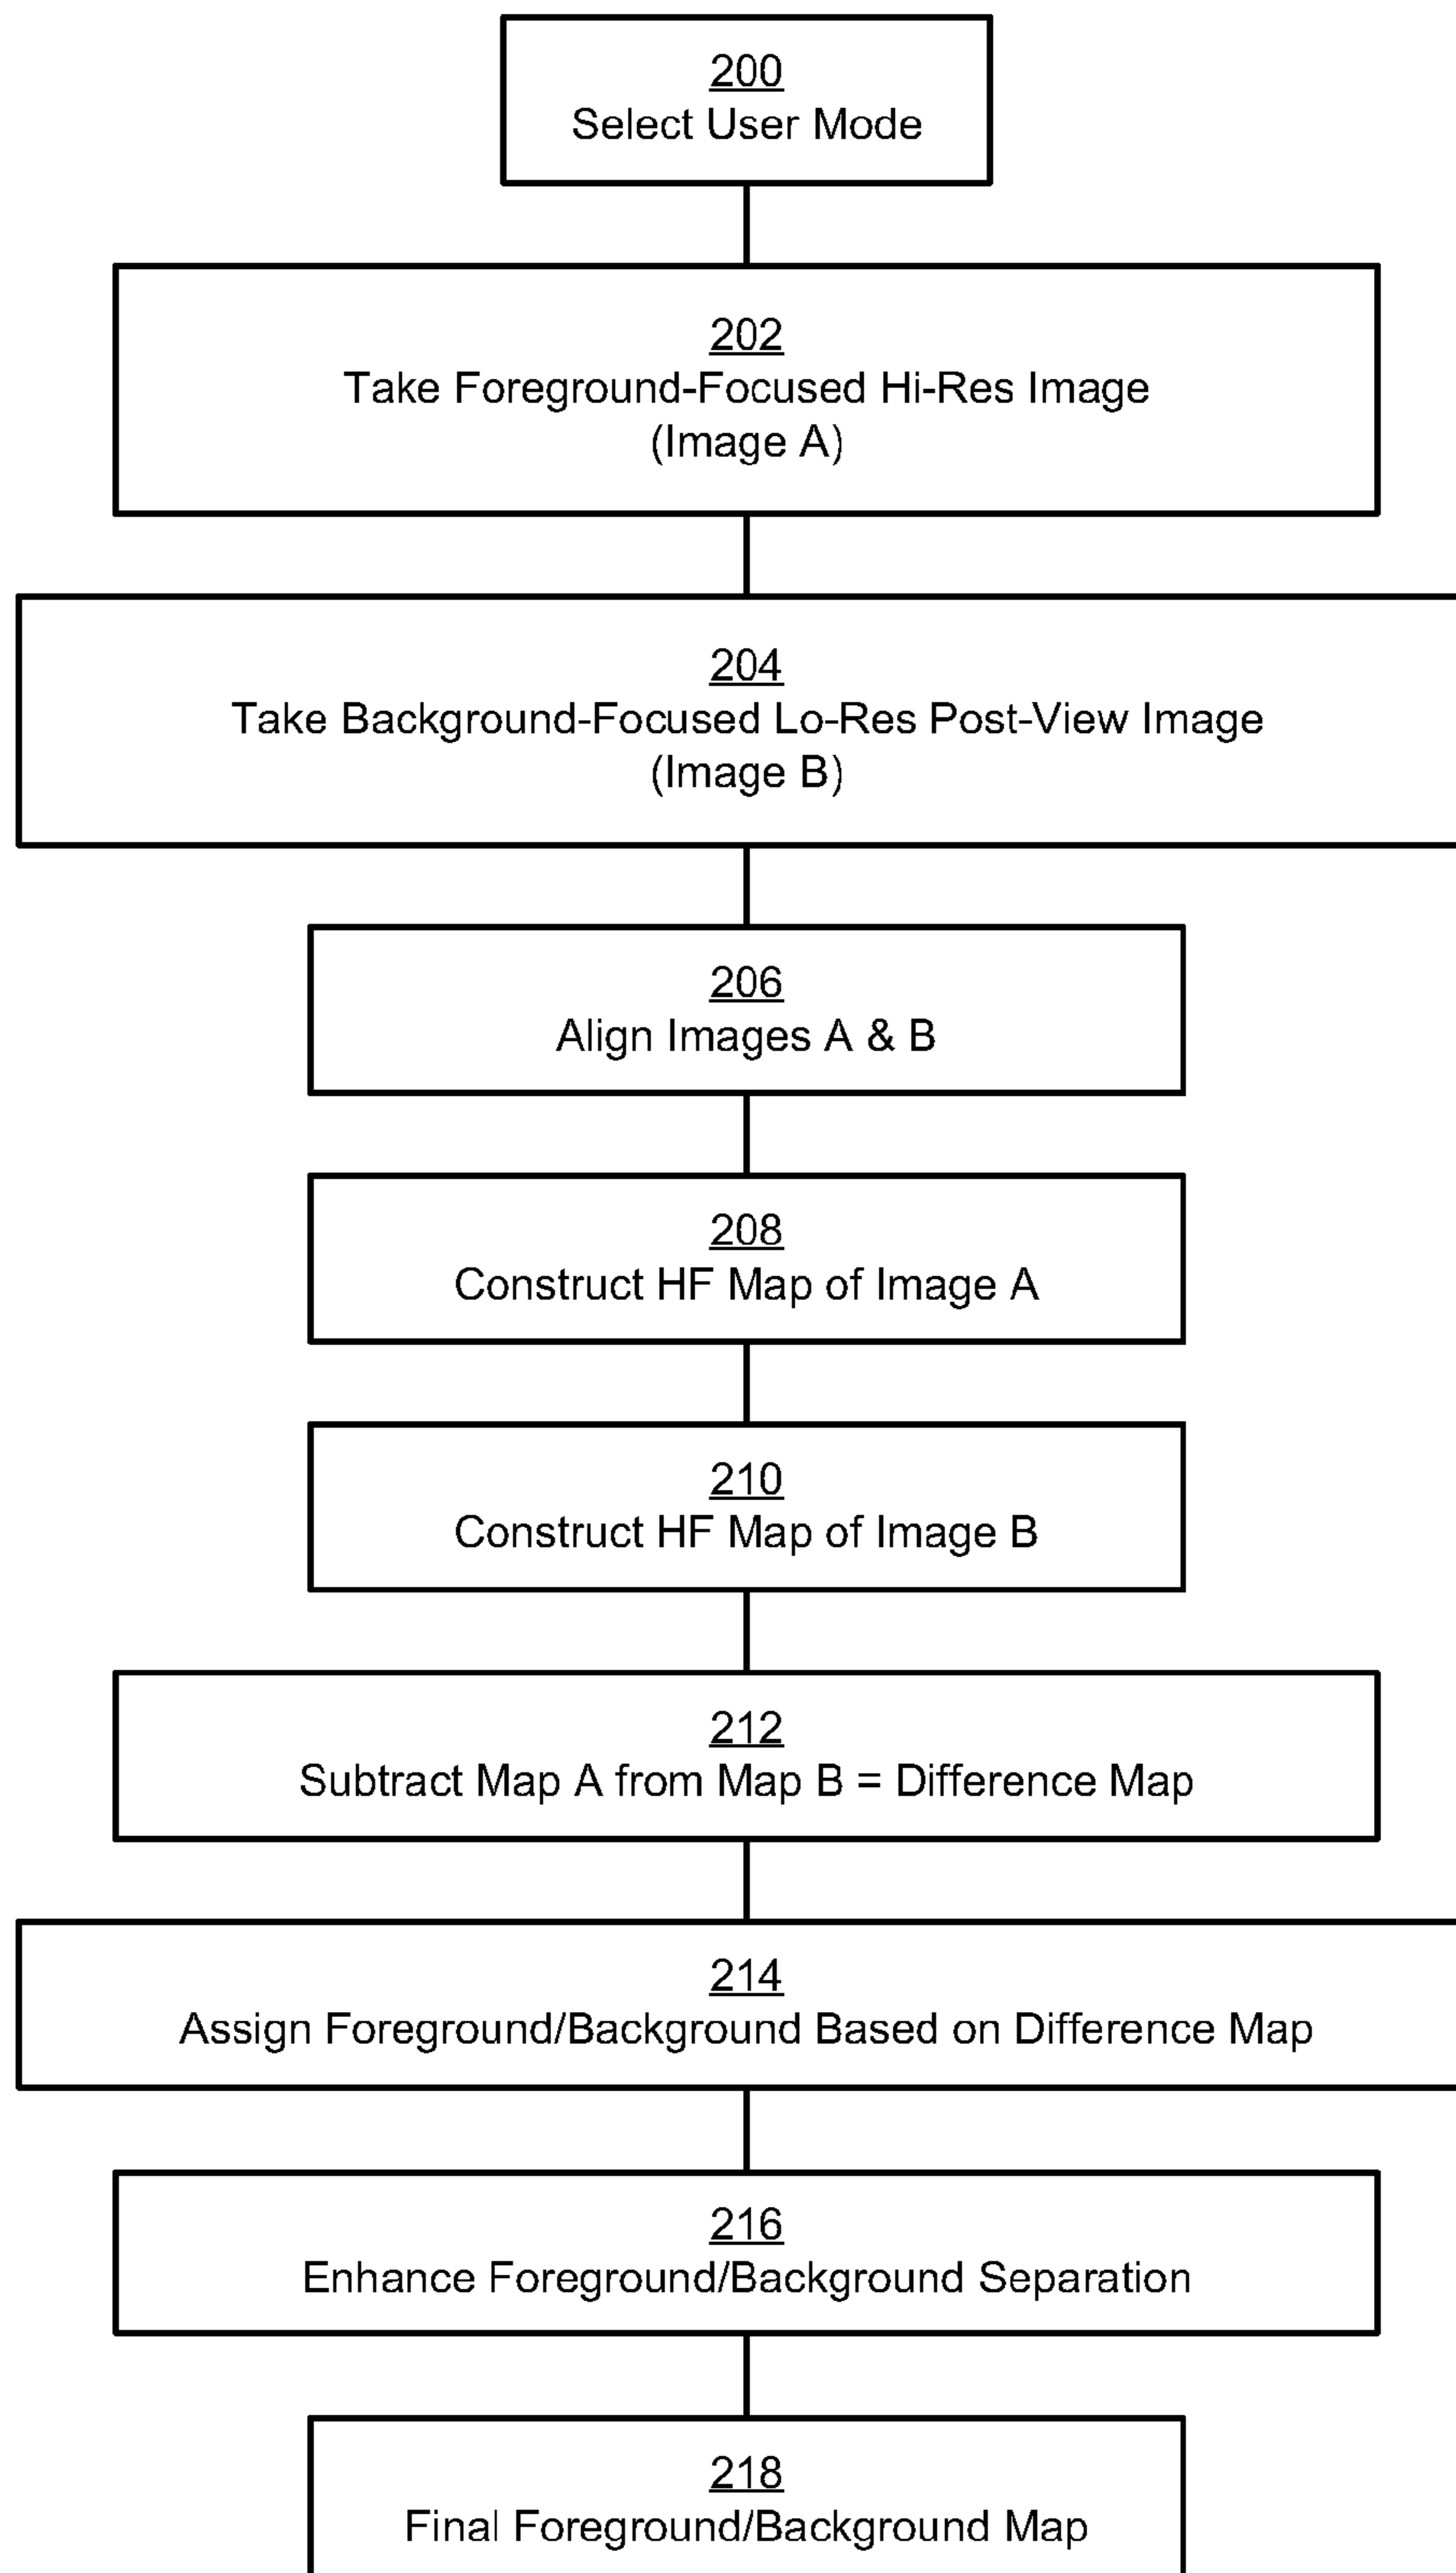 200
Select User Mode
202
Take Foreground-Focused Hi-Res Image
(Image A)
204
Take Background-Focused Lo-Res Post-View Image
(Image B)
206
Align Images A & B
208
Construct HF Map of Image A
210
Construct HF Map of Image B
212
Subtract Map A from Map B = Difference Map
214
Assign Foreground/Background Based on Difference Map
216
Enhance Foreground/Background Separation
218
Final Foreground/Background Map